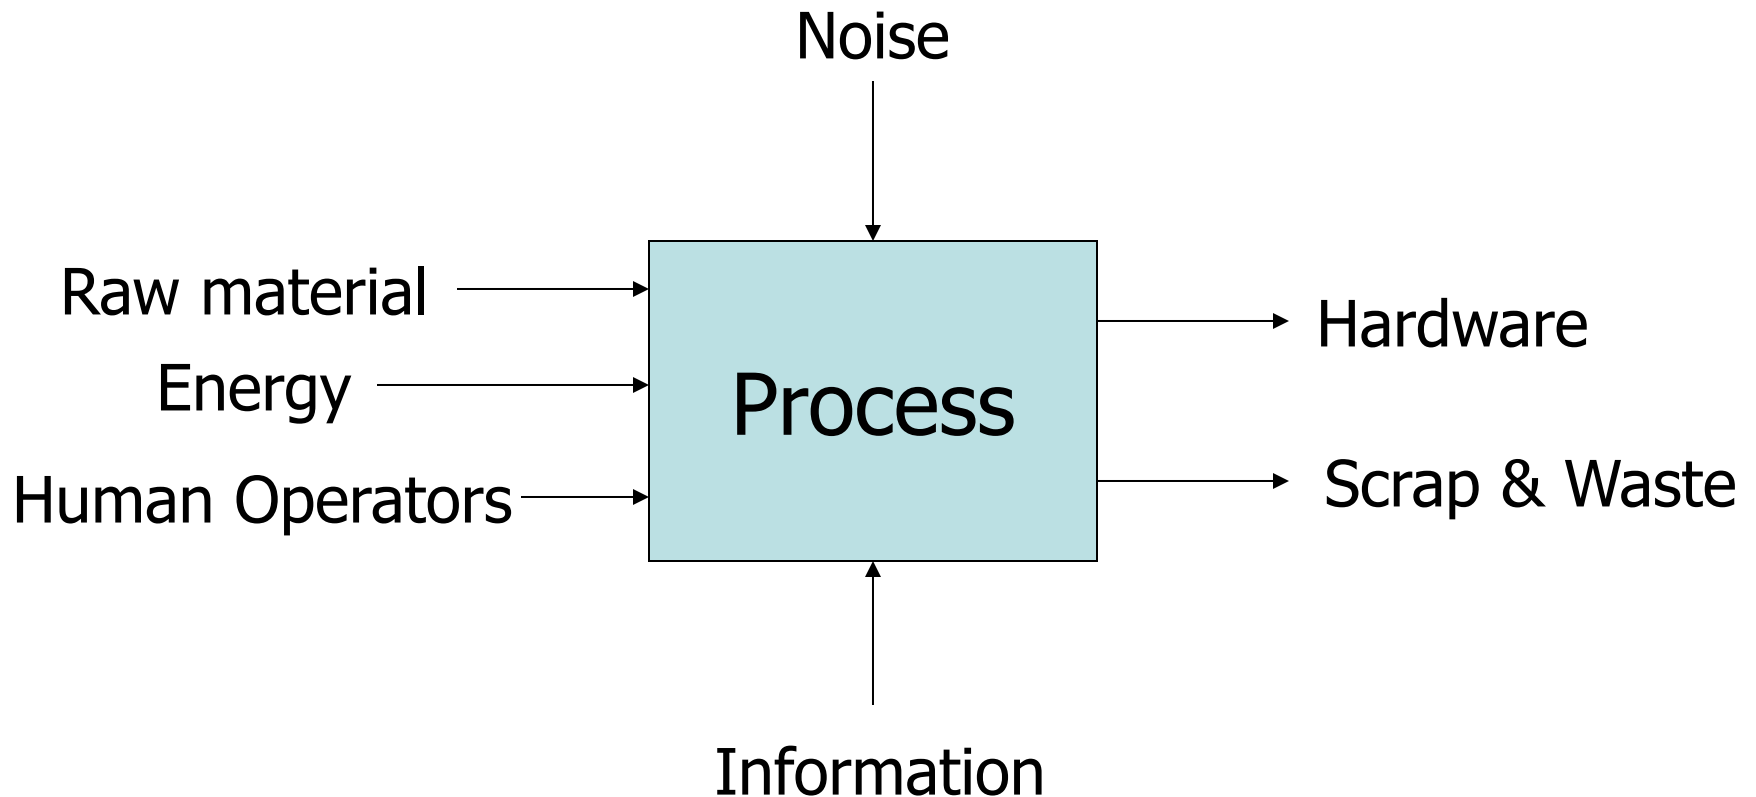 Noise
Raw material
Energy
Human Operators
Process
Hardware
Scrap & Waste
Information